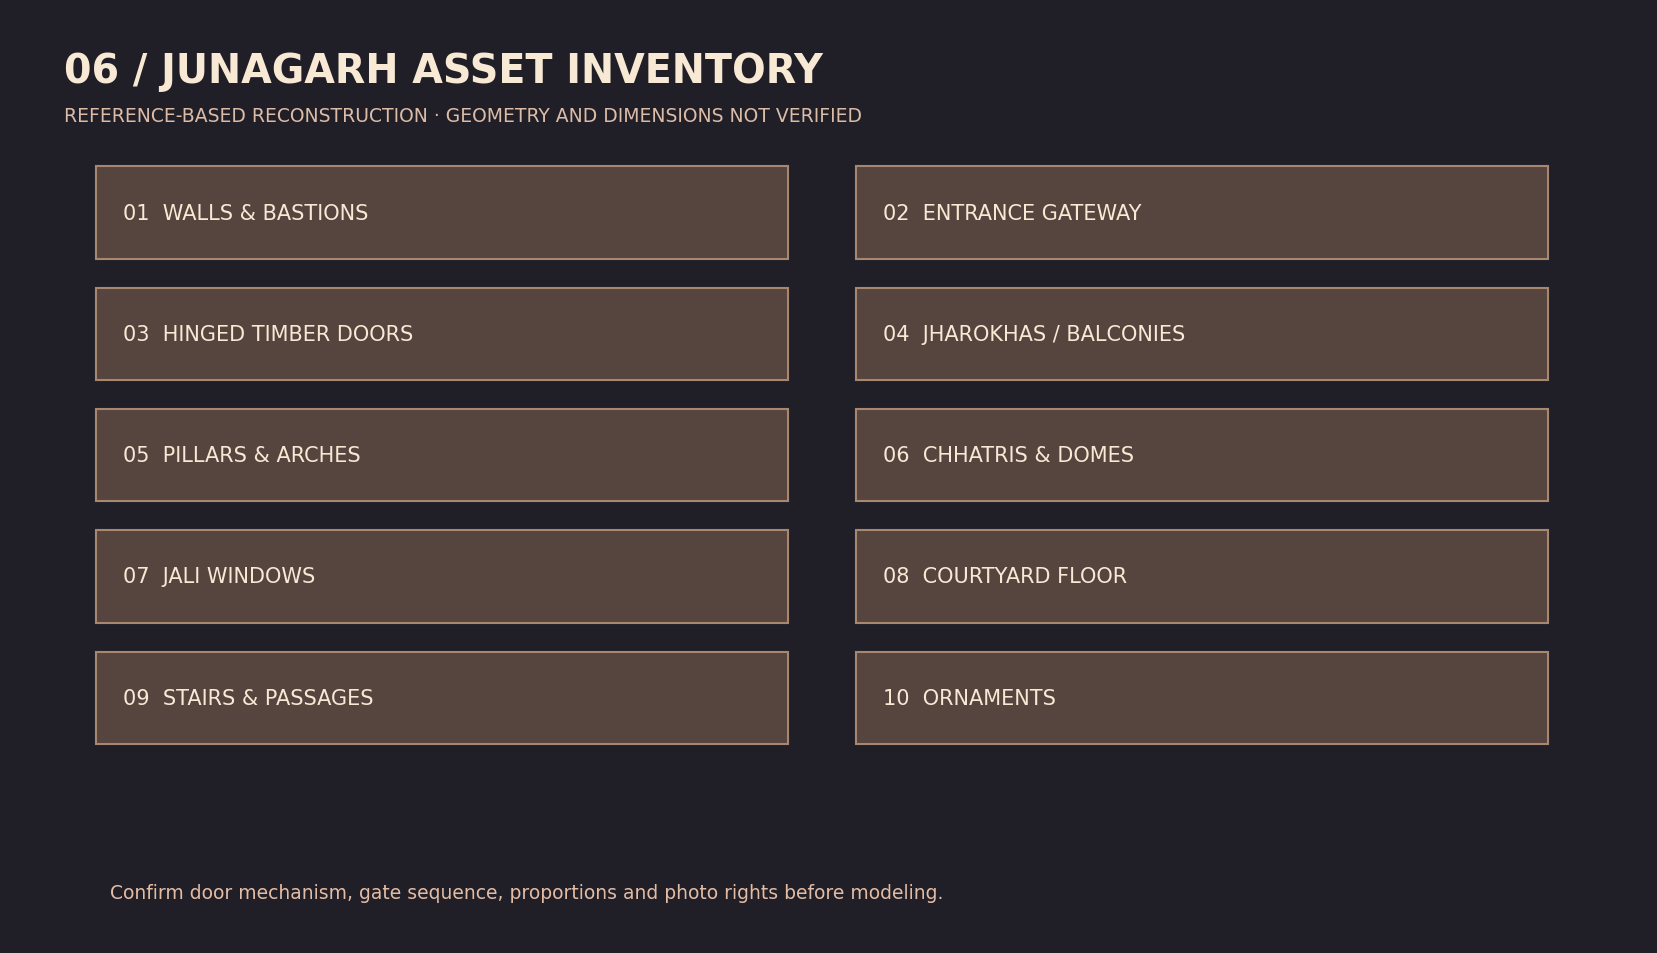 06 / JUNAGARH ASSET INVENTORY
REFERENCE-BASED RECONSTRUCTION · GEOMETRY AND DIMENSIONS NOT VERIFIED
01 WALLS & BASTIONS
02 ENTRANCE GATEWAY
03 HINGED TIMBER DOORS
04 JHAROKHAS / BALCONIES
05 PILLARS & ARCHES
06 CHHATRIS & DOMES
07 JALI WINDOWS
08 COURTYARD FLOOR
09 STAIRS & PASSAGES
10 ORNAMENTS
Confirm door mechanism, gate sequence, proportions and photo rights before modeling.